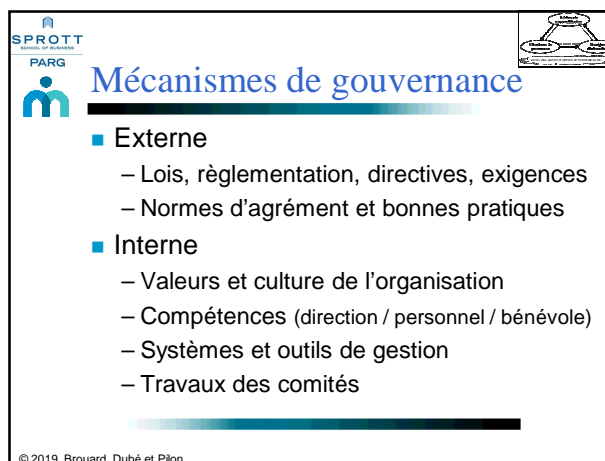 SPROTT
SCHOOL OF BUSINESS
PARG
Mécanismes de gouvernance
Externe
– Lois, règlementation, directives, exigences
– Normes d'agrément et bonnes pratiques
Interne
– Valeurs et culture de l'organisation
– Compétences (direction / personnel / bénévole)
– Systèmes et outils de gestion
– Travaux des comités
© 2019, Brouard, Dubé et Pilon